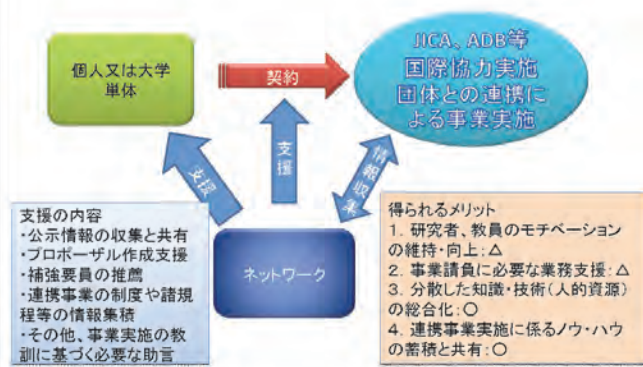 個人又は大学
単体
契約
JICA、ADB等
国際協力実施
団体との連携に
よる事業実施
支援
支援
情報収集
ネットワーク
支援の内容
・公示情報の収集と共有
・プロポーザル作成支援
・補強要員の推薦
・連携事業の制度や諸規
程等の情報集積
・その他、事業実施の教
訓に基づく必要な助言
得られるメリット
1. 研究者、教員のモチベーション
の維持・向上:△
2. 事業請負に必要な業務支援:△
3. 分散した知識・技術(人的資源)
の総合化:○
4. 連携事業実施に係るノウ・ハウ
の蓄積と共有:○